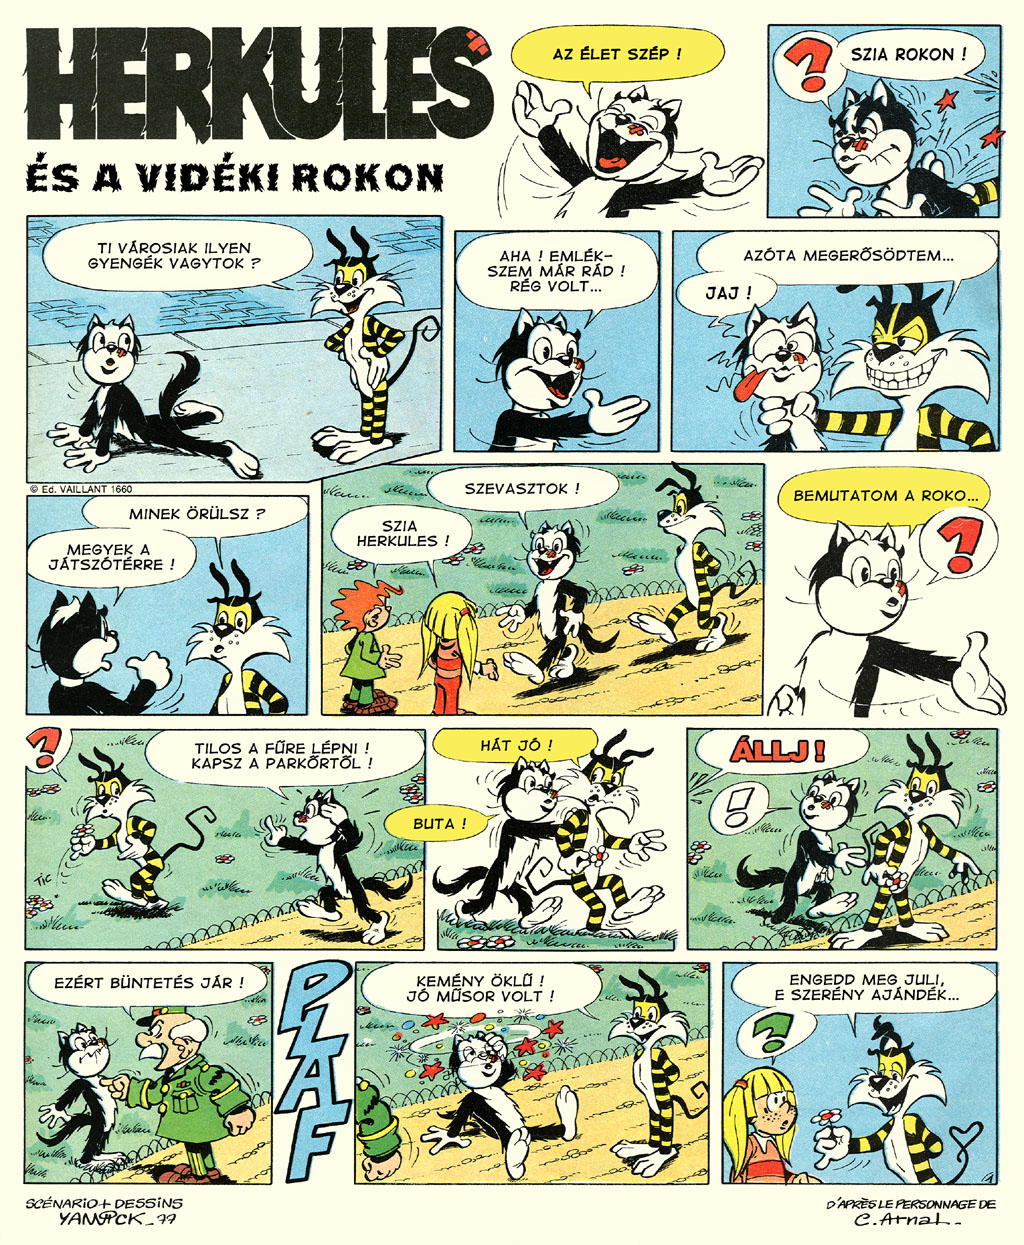 HERKULES
ÉS A VIDÉKI ROKON
AZ ÉLET SZÉP !
?
SZIA ROKON !
TI VÁROSIAK ILYEN
GYENGÉK VAGYTOK ?
AHA ! EMLÉK-
SZEM MÁR RÁD !
RÉG VOLT...
AZÓTA MEGERŐSÖDTEM...
JAJ !
© Ed. VAILLANT 1660
MINEK ÖRÜLSZ ?
MEGYEK A
JÁTSZÓTÉRRE !
SZEVASZTOK !
SZIA
HERKULES !
BEMUTATOM A ROKO...
?
?
TILOS A FŰRE LÉPNI !
KAPSZ A PARKŐRTŐL !
TIC
HÁT JÓ !
BUTA !
ÁLLJ !
!
EZÉRT BÜNTETÉS JÁR !
PLAF
KEMÉNY ÖKLŰ !
JÓ MŰSOR VOLT !
ENGEDD MEG JULI,
E SZERÉNY AJÁNDÉK...
?
SCÉNARIO + DESSINS
YANNICK_77
D'APRÈS LE PERSONNAGE DE
C. Arnal_